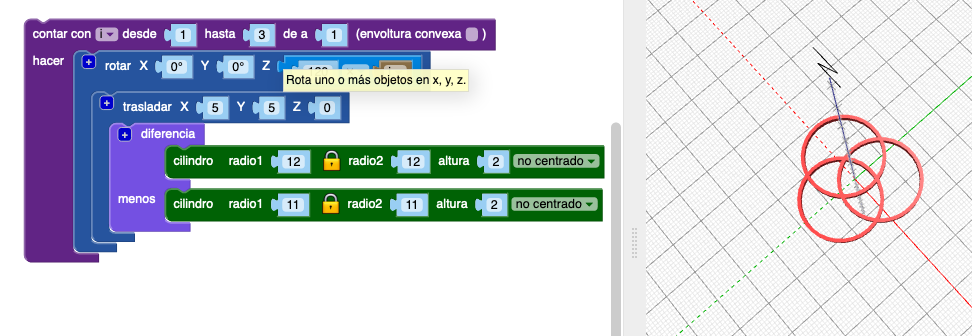 contar con i desde 1 hasta 3 de a 1 (envoltura convexa )
hacer
rotar X 0° Y 0° Z
Rota uno o más objetos en x, y, z.
trasladar X 5 Y 5 Z 0
diferencia
cilindro radio1 12 radio2 12 altura 2 no centrado
menos cilindro radio1 11 radio2 11 altura 2 no centrado